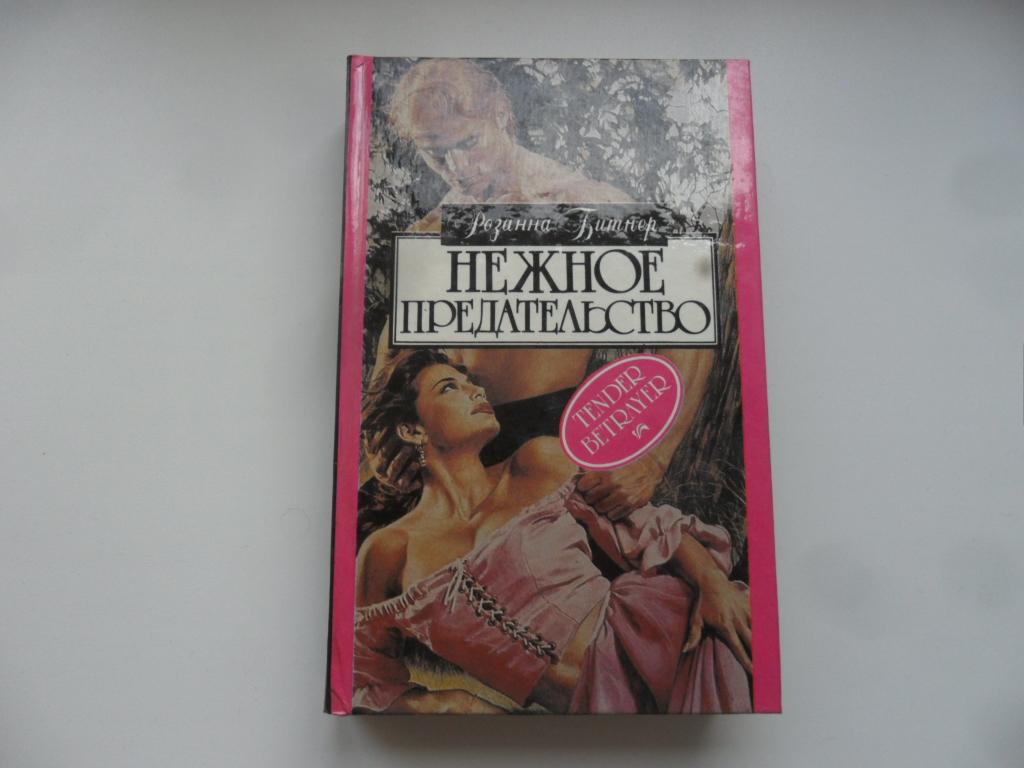 Розанна Битнер
НЕЖНОЕ
ПРЕДАТЕЛЬСТВО
TENDER
BETRAYER